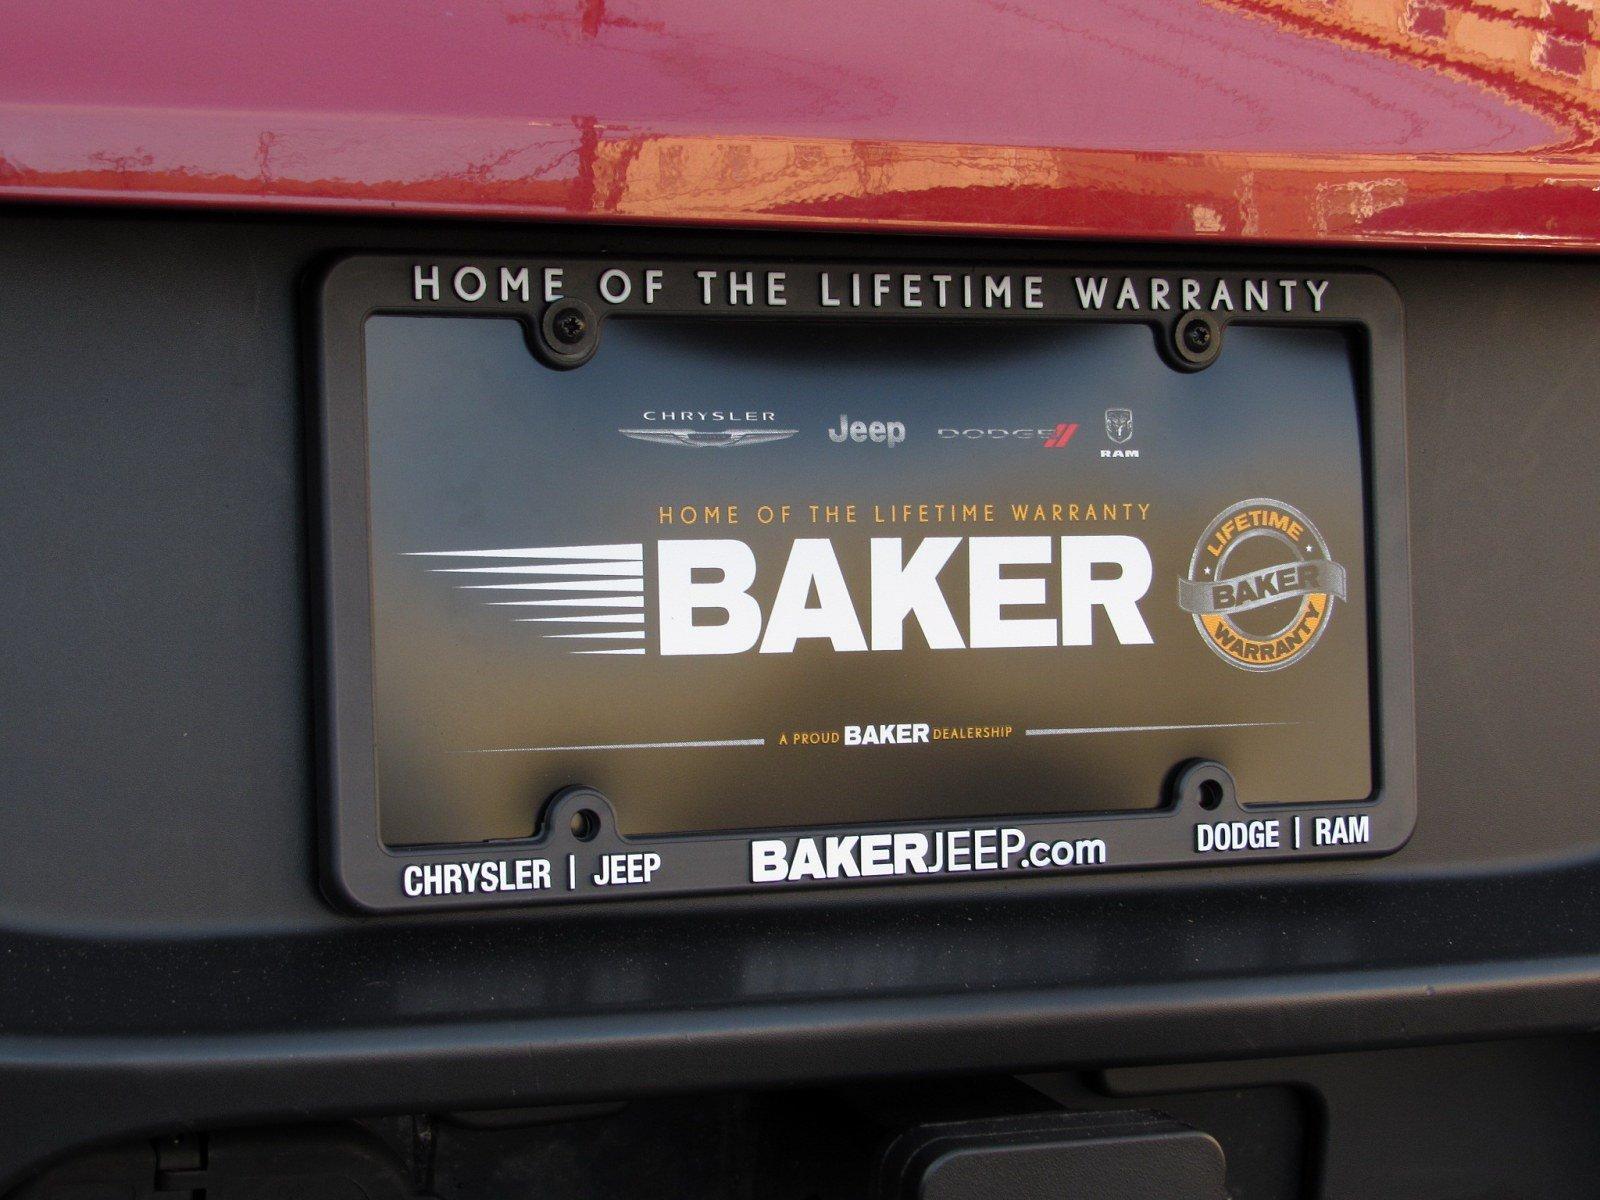 HOME OF THE LIFETIME WARRANTY
CHRYSLER Jeep DODGE RAM
HOME OF THE LIFETIME WARRANTY
BAKER
LIFETIME
BAKER
WARRANTY
A PROUD BAKER DEALERSHIP
CHRYSLER | JEEP BAKERJEEP.com DODGE | RAM